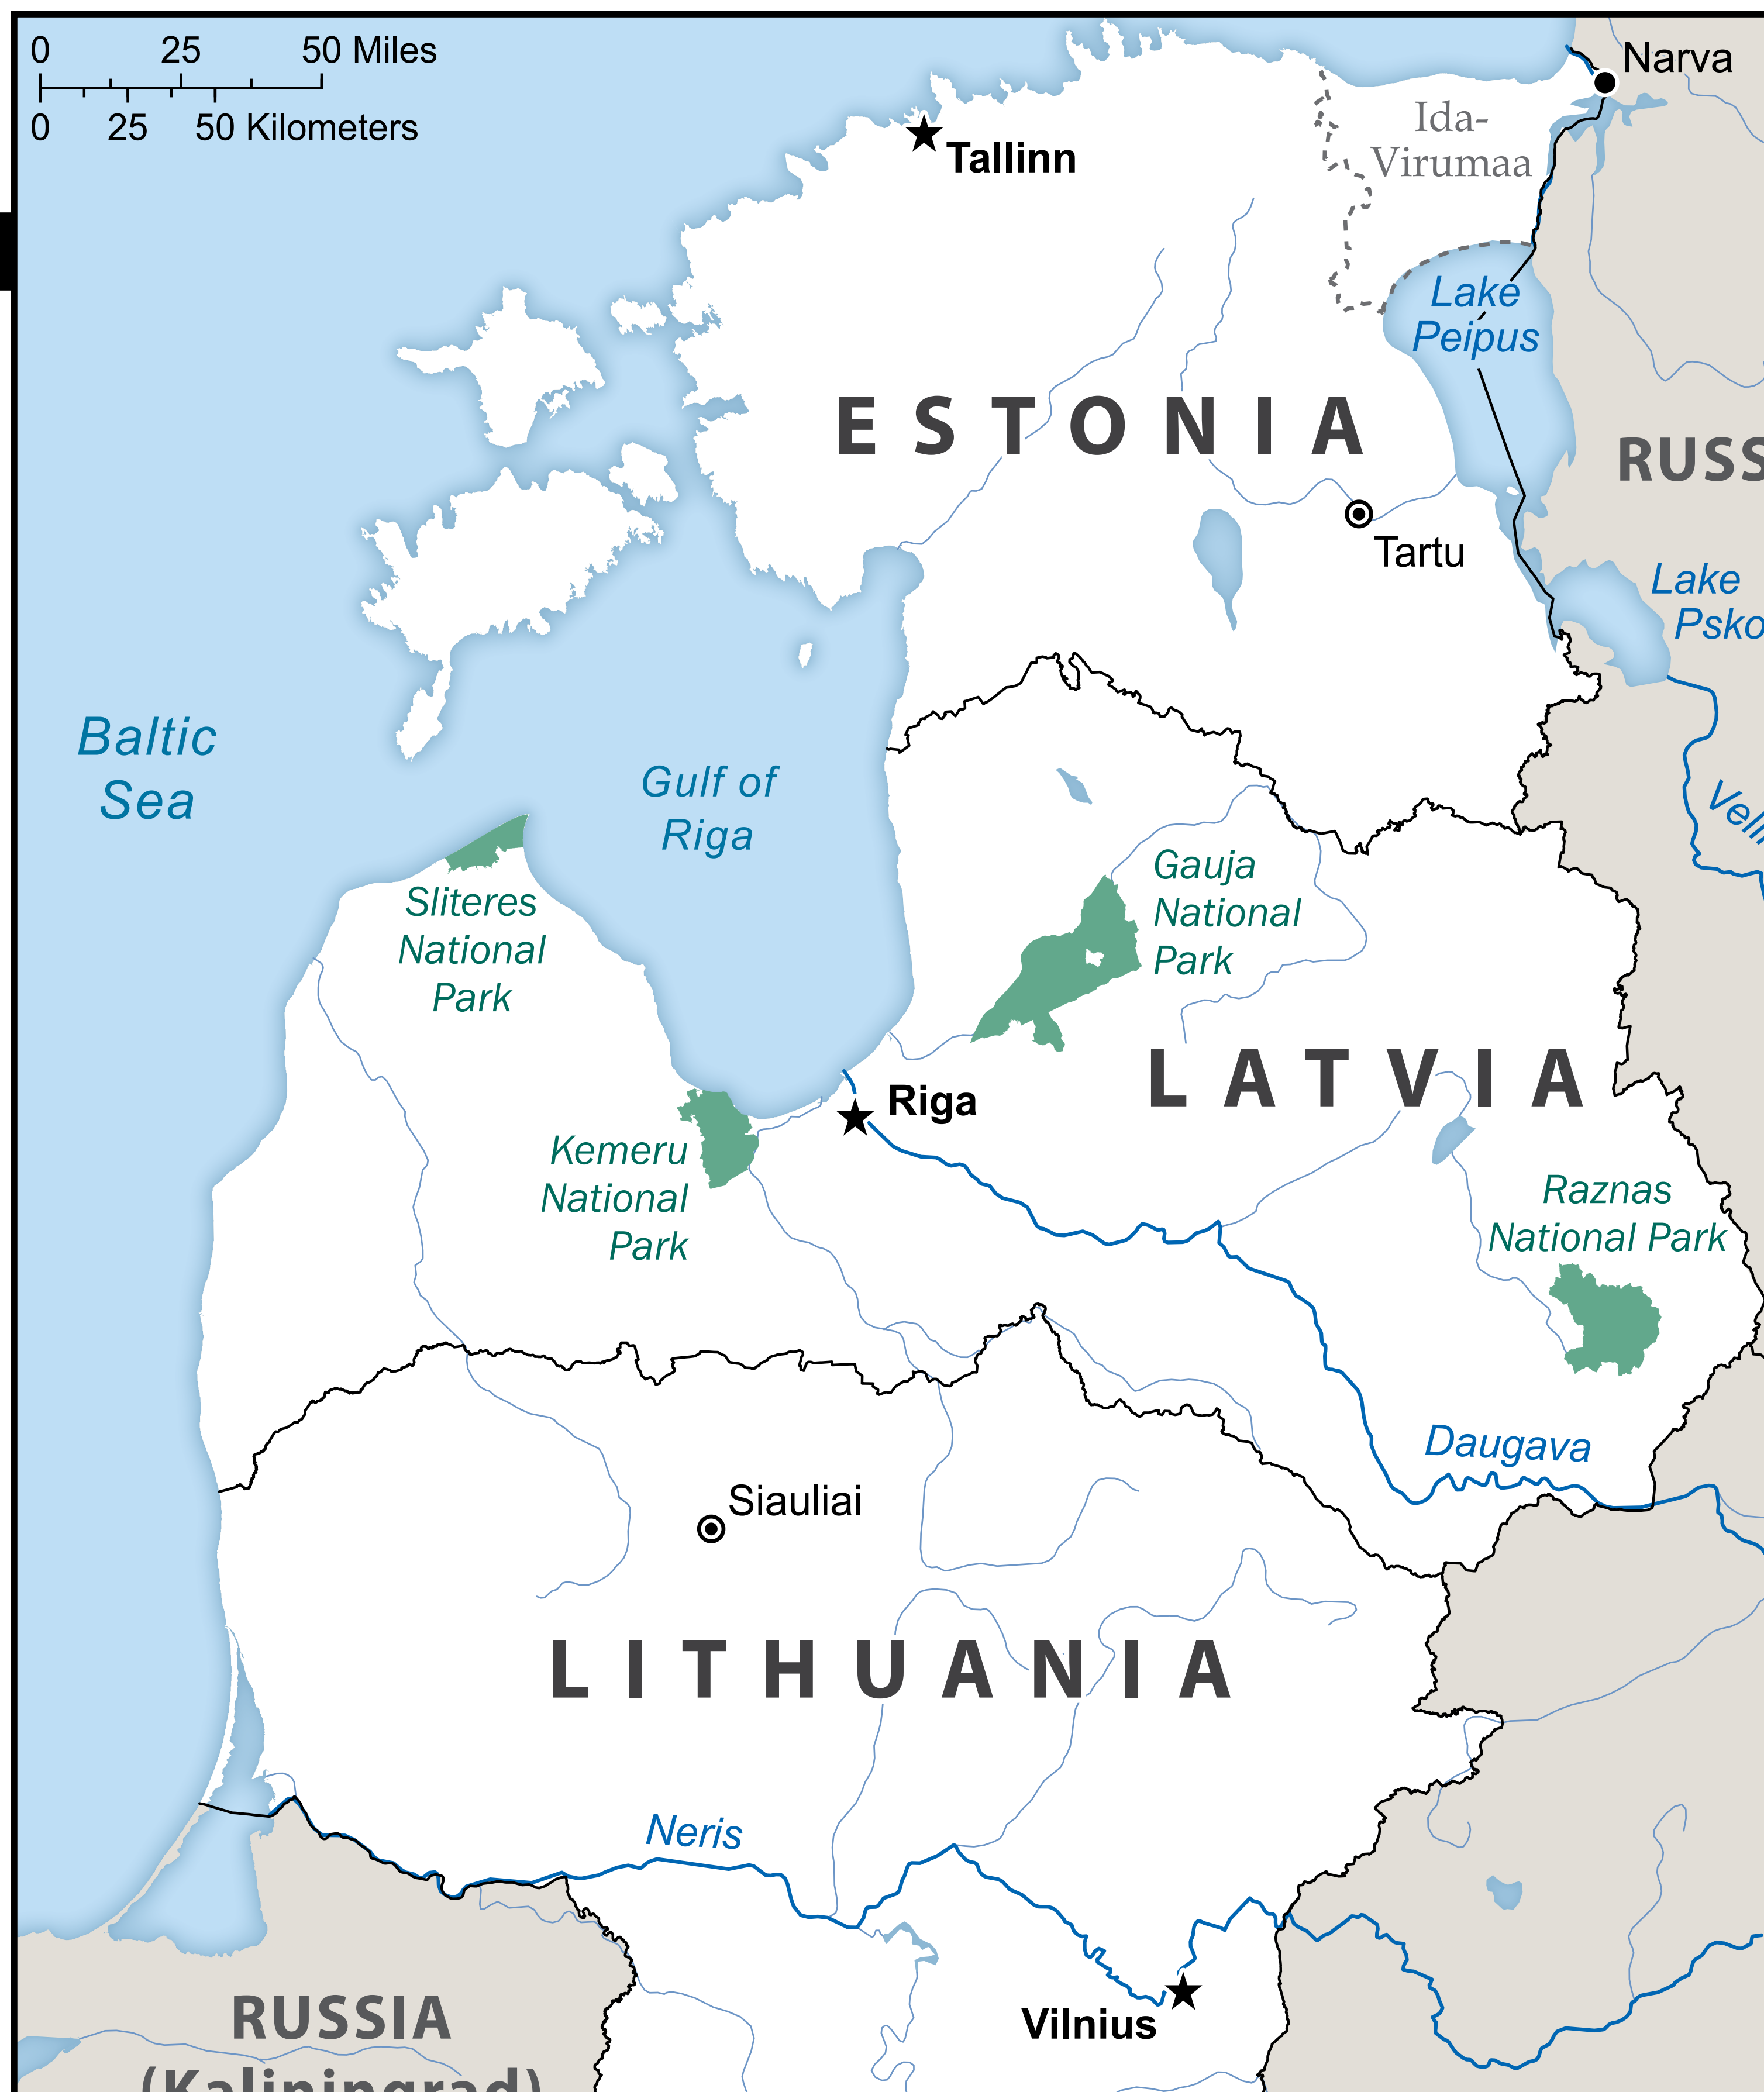 0 25 50 Miles
0 25 50 Kilometers
Narva
Ida-
Virumaa
Tallinn
Lake
Peipus
ESTONIA
RUSS
Tartu
Lake
Psko
Baltic
Sea
Gulf of
Riga
Sliteres
National
Park
Gauja
National
Park
LATVIA
Riga
Kemeru
National
Park
Raznas
National Park
Daugava
Siauliai
LITHUANIA
Neris
Vilnius
RUSSIA
(Kaliningrad)